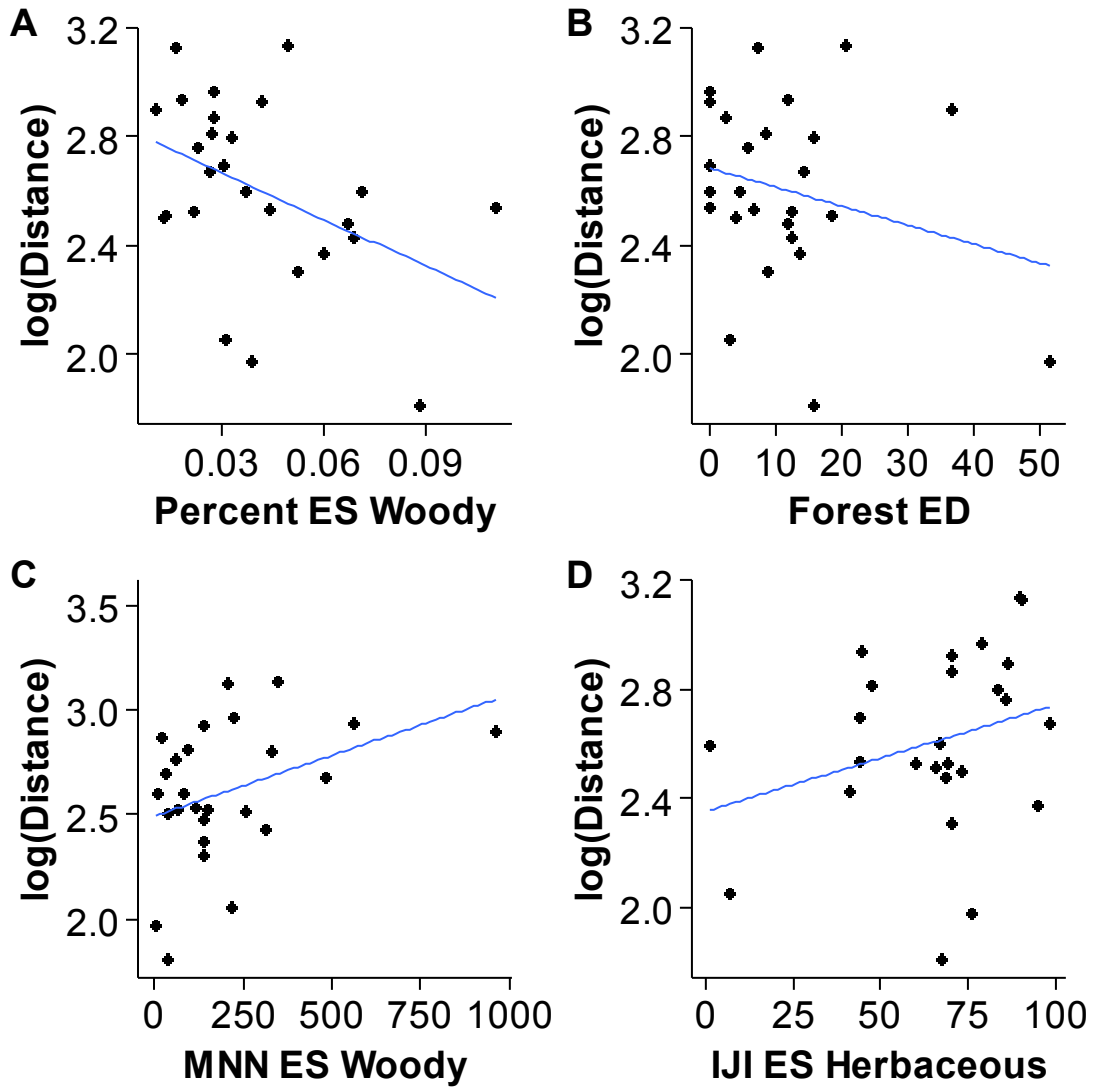 A
3.2
2.8
2.4
2.0
log(Distance)
0.03 0.06 0.09
Percent ES Woody
B
3.2
2.8
2.4
2.0
log(Distance)
0 10 20 30 40 50
Forest ED
C
3.5
3.0
2.5
2.0
log(Distance)
0 250 500 750 1000
MNN ES Woody
D
3.2
2.8
2.4
2.0
log(Distance)
0 25 50 75 100
IJI ES Herbaceous